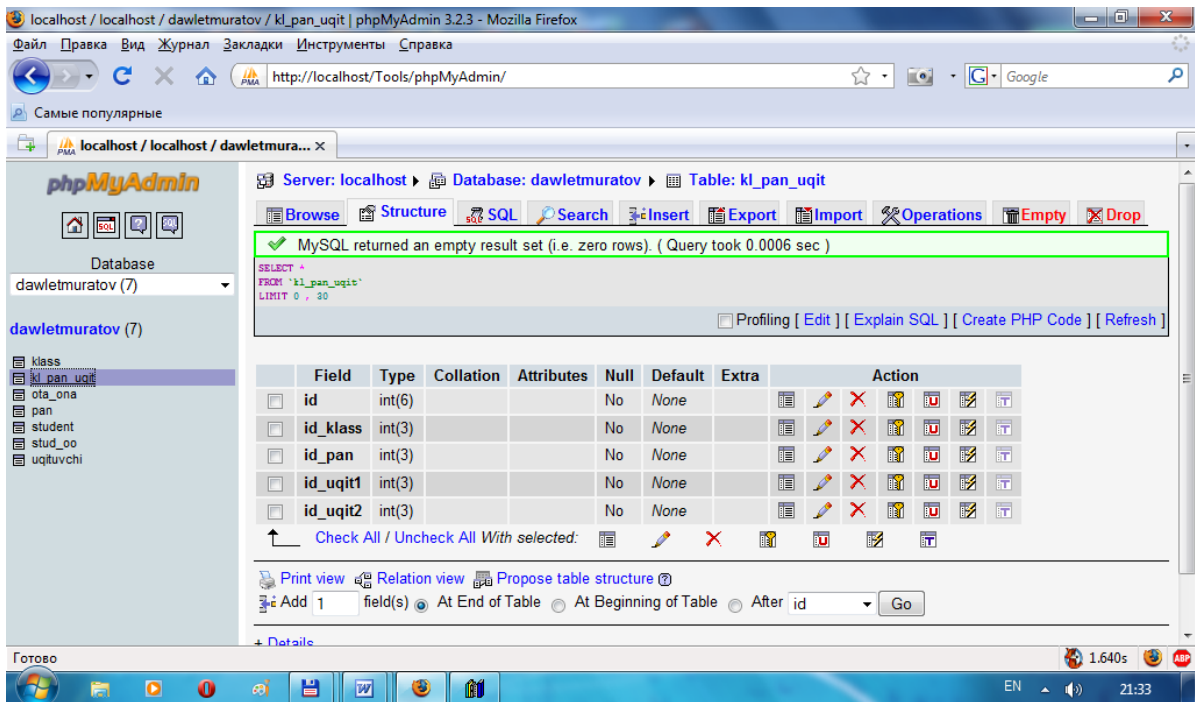 localhost / localhost / dawletmuratov / kl_pan_uqit | phpMyAdmin 3.2.3 - Mozilla Firefox
Файл Правка Вид Журнал Закладки Инструменты Справка
http://localhost/Tools/phpMyAdmin/
Google
Самые популярные
localhost / localhost / dawletmura...
phpMyAdmin
Database
dawletmuratov (7)
dawletmuratov (7)
klass
kl_pan_uqit
ota_ona
pan
student
stud_oo
uqituvchi
Server: localhost Database: dawletmuratov Table: kl_pan_uqit
Browse Structure SQL Search Insert Export Import Operations Empty Drop
MySQL returned an empty result set (i.e. zero rows). ( Query took 0.0006 sec )
SELECT *
FROM `kl_pan_uqit`
LIMIT 0 , 30
Profiling [ Edit ] [ Explain SQL ] [ Create PHP Code ] [ Refresh ]
Field Type Collation Attributes Null Default Extra Action
id int(6) No None
id_klass int(3) No None
id_pan int(3) No None
id_uqit1 int(3) No None
id_uqit2 int(3) No None
Check All / Uncheck All With selected:
Print view Relation view Propose table structure
Add 1 field(s) At End of Table At Beginning of Table After id Go
+ Details
Готово 1.640s ABP
EN 21:33